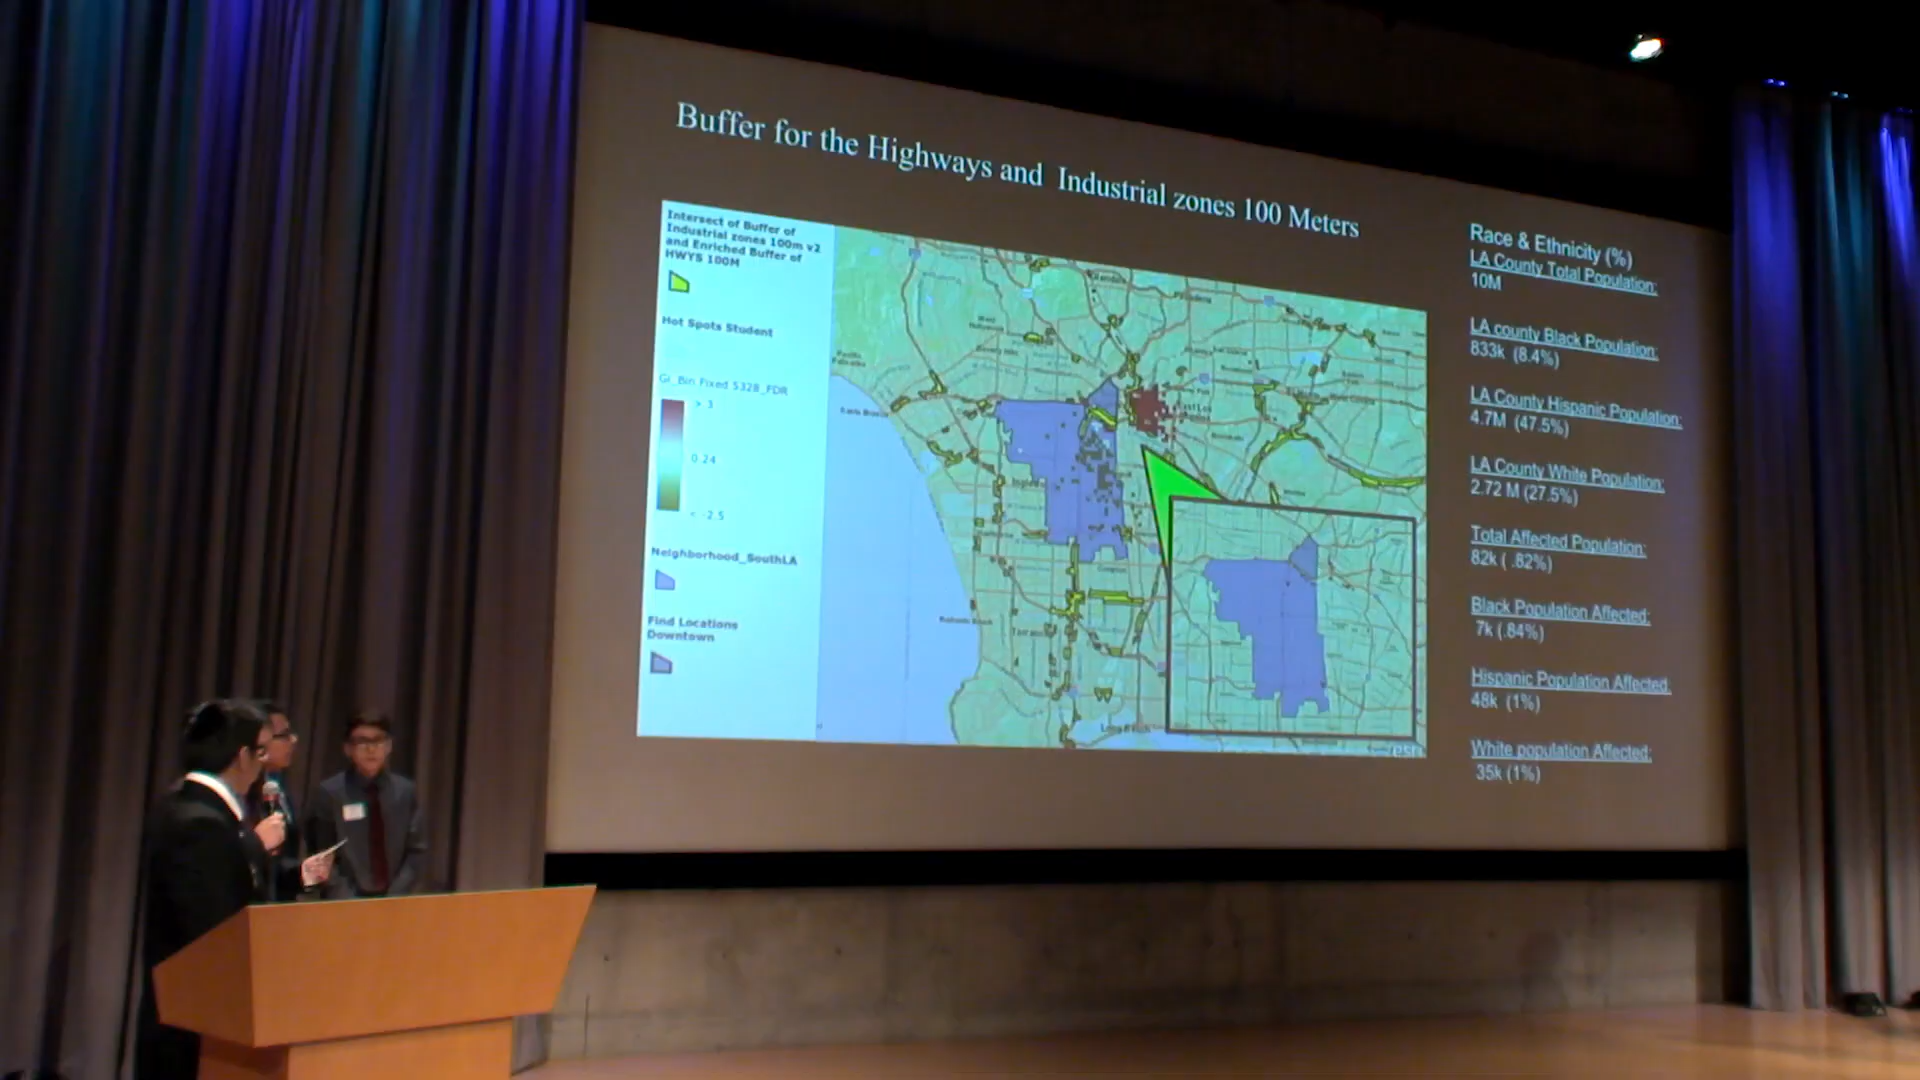 Buffer for the Highways and Industrial zones 100 Meters
Intersect of Buffer of
Industrial zones 100m v2
and Enriched Buffer of
HWYS 100M
Hot Spots Student
Gi_Bin Fixed 5328_FDR
> 3
0.24
< -2.5
Neighborhood_SouthLA
Find Locations
Downtown
Race & Ethnicity (%)
LA County Total Population:
10M
LA county Black Population:
833k (8.4%)
LA County Hispanic Population:
4.7M (47.5%)
LA County White Population:
2.72 M (27.5%)
Total Affected Population:
82k ( .82%)
Black Population Affected:
7k (.84%)
Hispanic Population Affected:
48k (1%)
White population Affected:
35k (1%)
esri